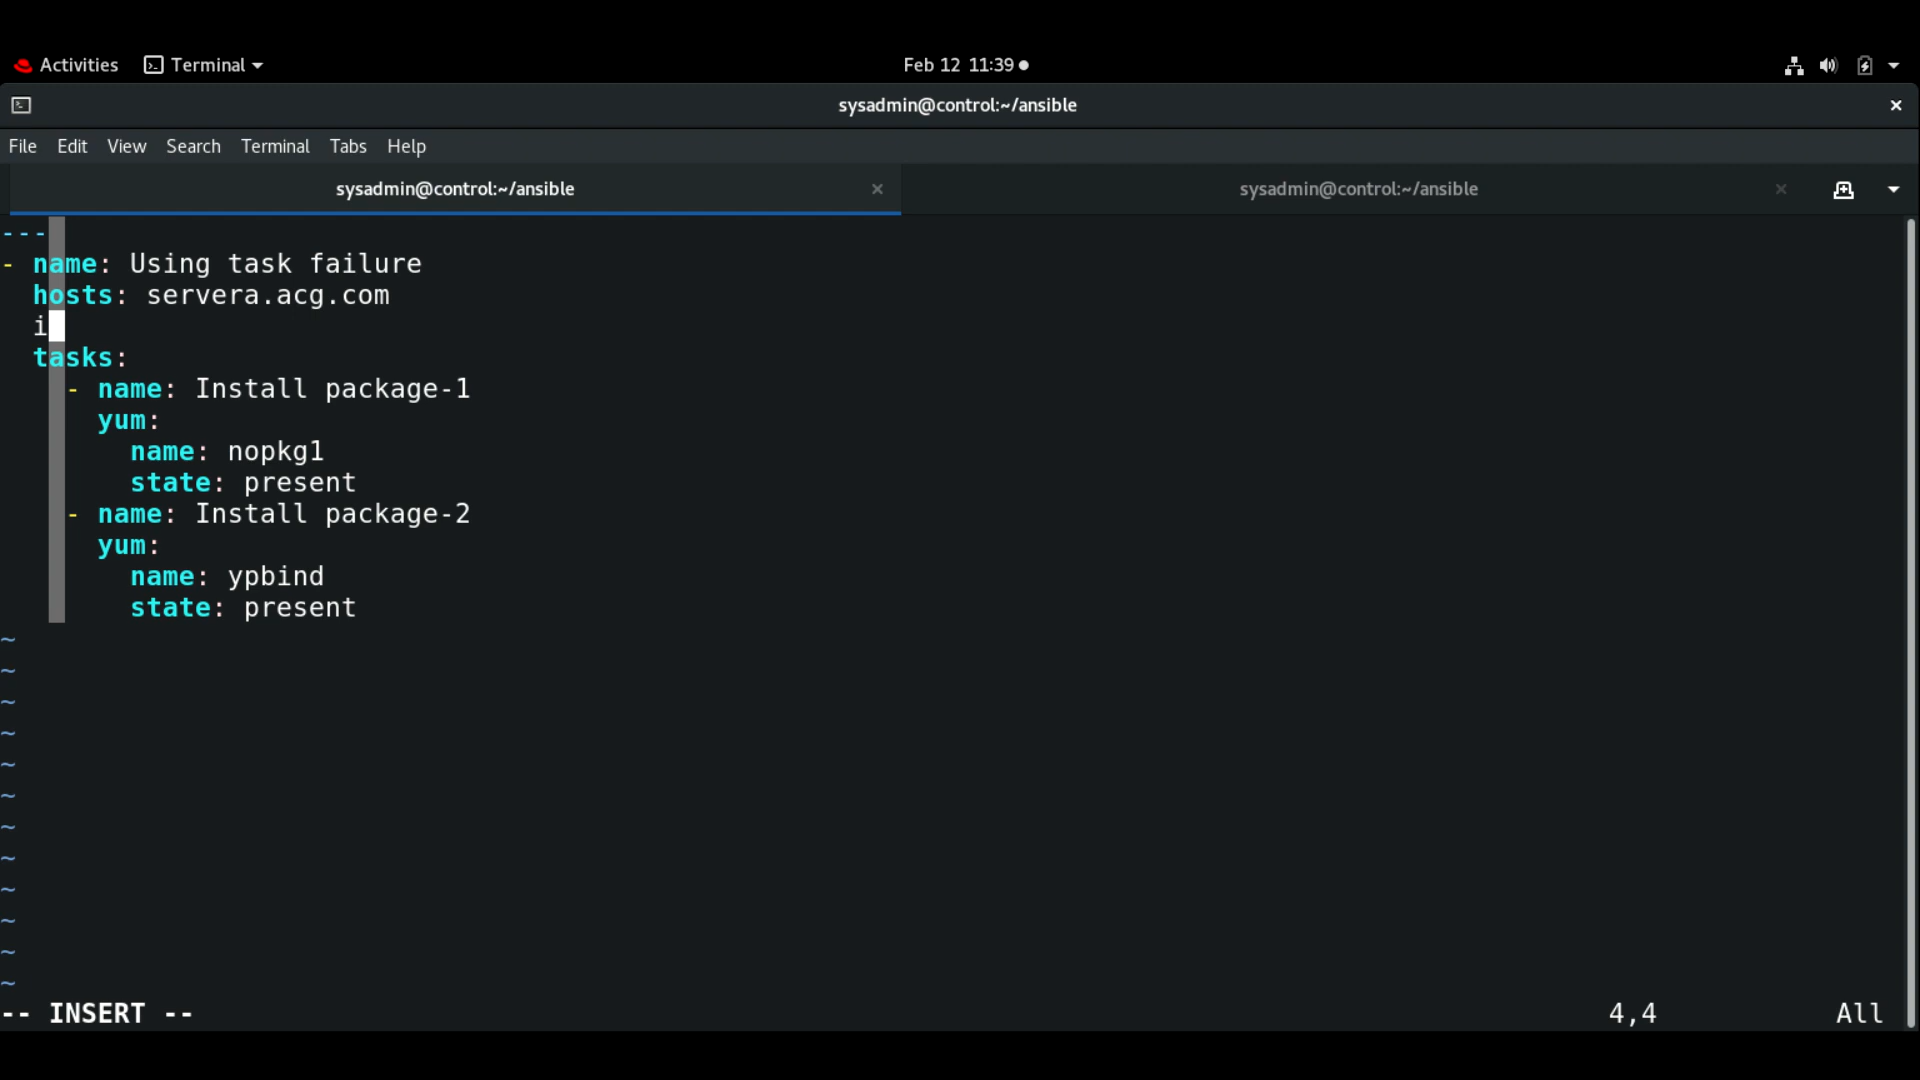 Activities Terminal Feb 12 11:39
sysadmin@control:~/ansible
File Edit View Search Terminal Tabs Help
sysadmin@control:~/ansible sysadmin@control:~/ansible
---
- name: Using task failure
  hosts: servera.acg.com
  i
  tasks:
    - name: Install package-1
      yum:
        name: nopkg1
        state: present
    - name: Install package-2
      yum:
        name: ypbind
        state: present
~
~
~
~
~
~
~
~
~
~
~
~
-- INSERT -- 4,4 All